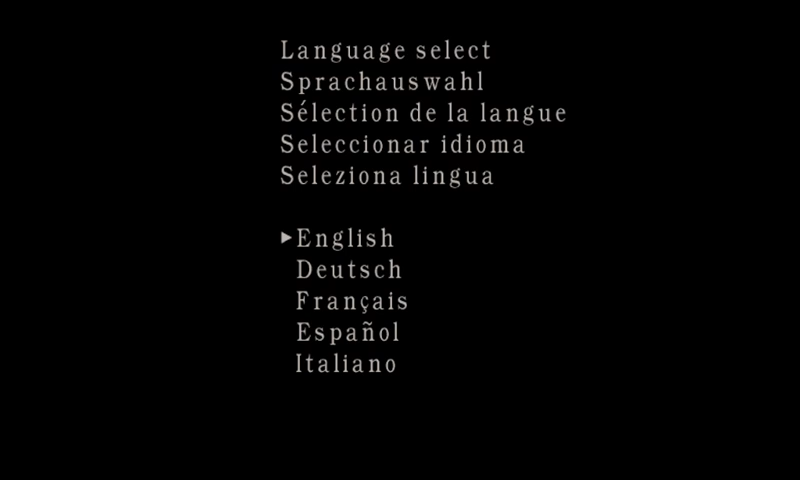 Language select
Sprachauswahl
Sélection de la langue
Seleccionar idioma
Seleziona lingua
▶English
Deutsch
Français
Español
Italiano